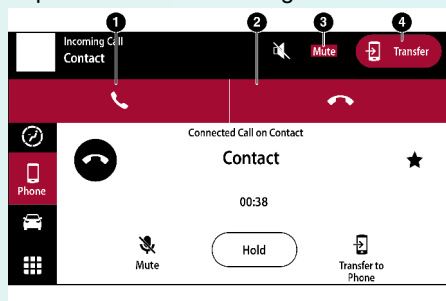 1
2
3
4
Incoming Call
Contact
Mute
Transfer
Connected Call on Contact
Contact
Phone
00:38
Mute
Hold
Transfer to
Phone